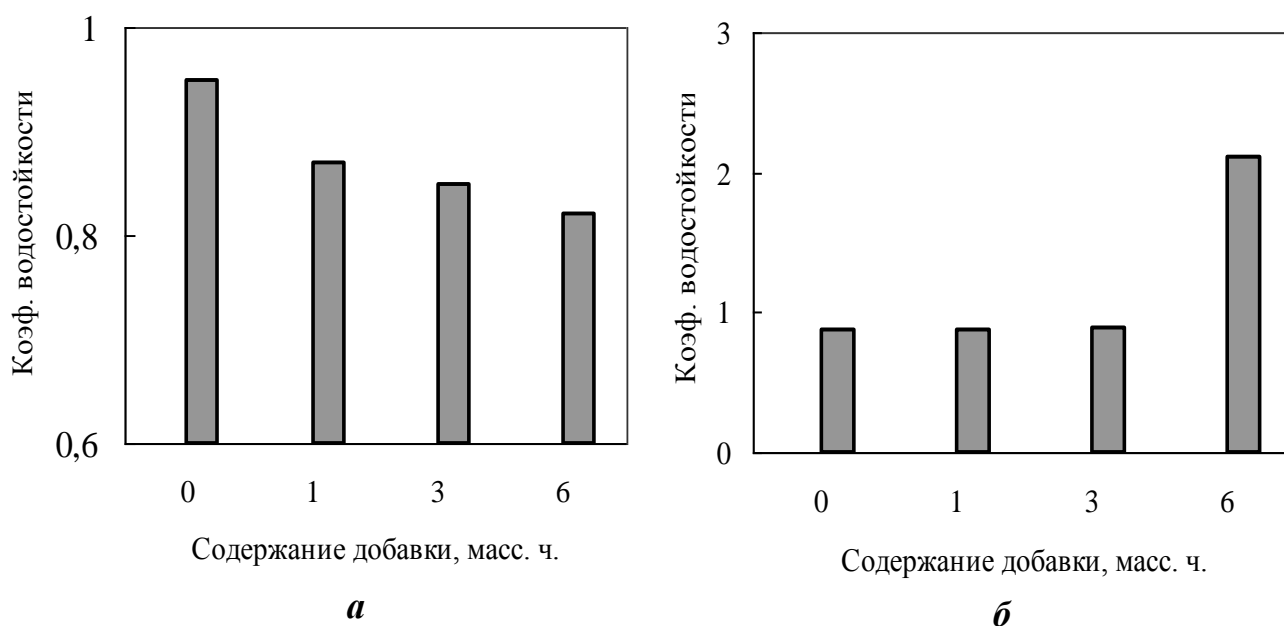 1
0,8
0,6
Коэф. водостойкости
0 1 3 6
Содержание добавки, масс. ч.
а
3
2
1
0
Коэф. водостойкости
0 1 3 6
Содержание добавки, масс. ч.
б